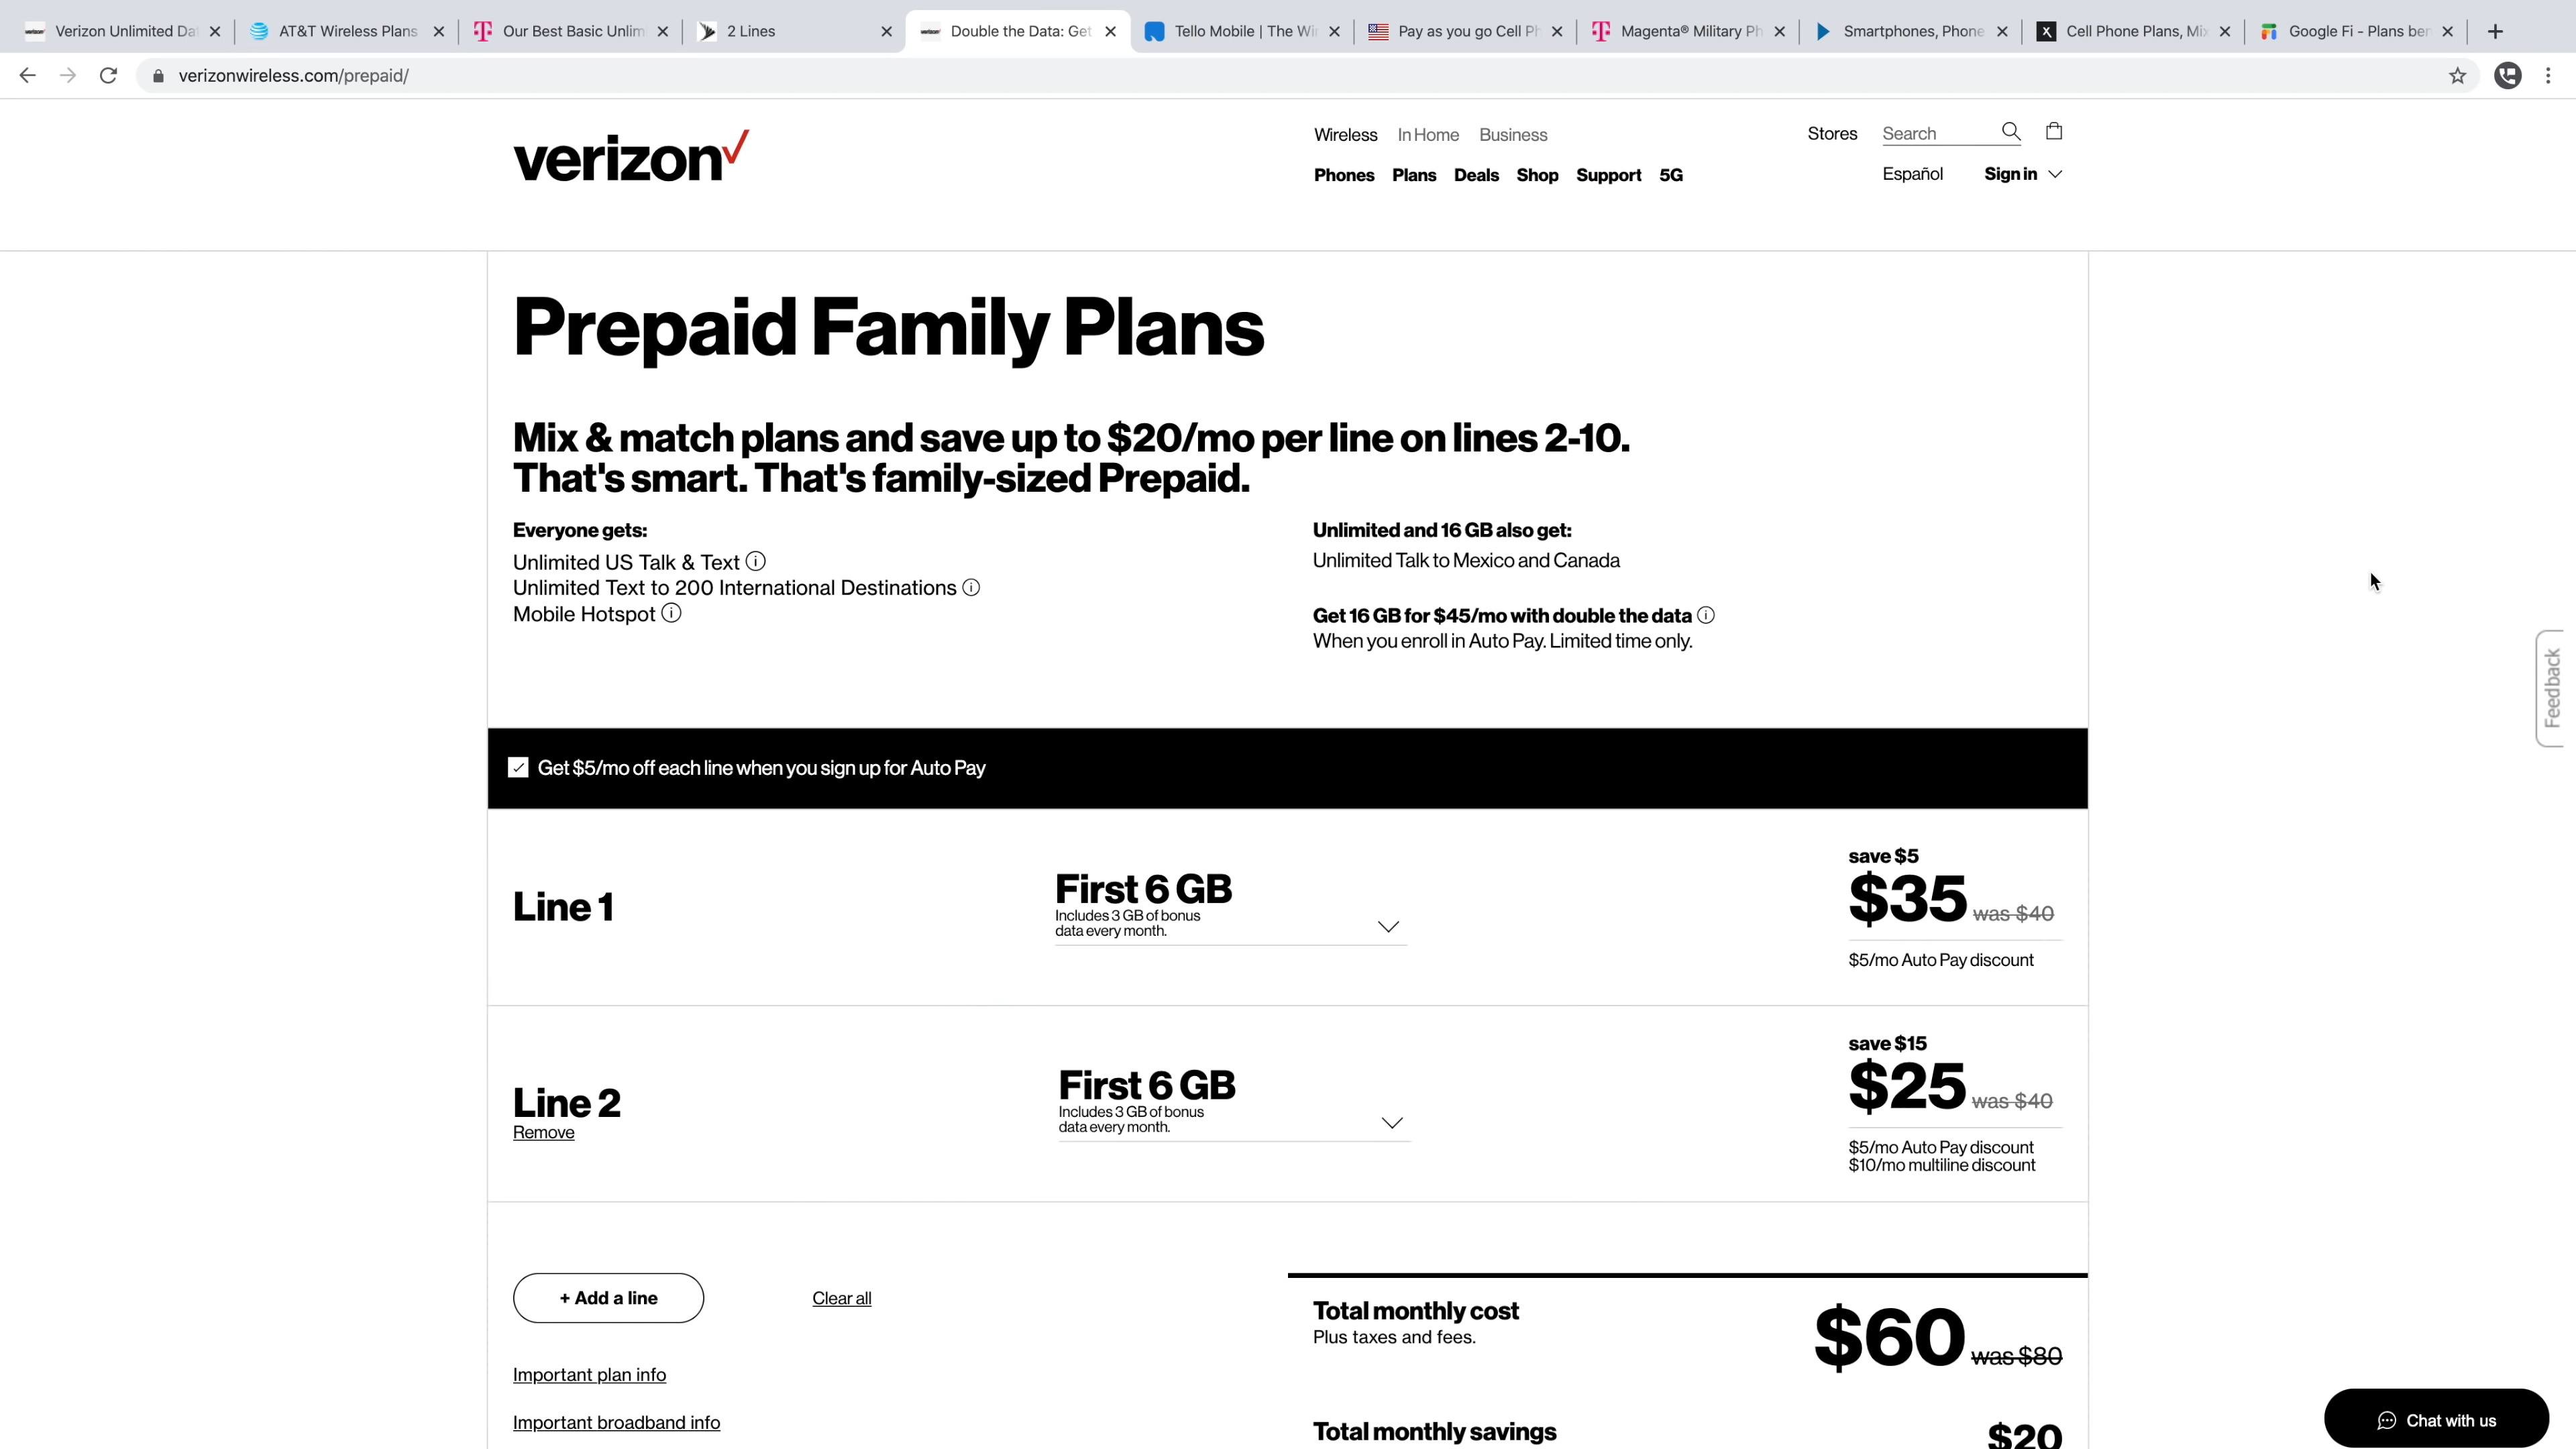 Verizon Unlimited Da
AT&T Wireless Plans
Our Best Basic Unlim
2 Lines
Double the Data: Get
Tello Mobile | The Wi
Pay as you go Cell Ph
Magenta® Military Ph
Smartphones, Phone
Cell Phone Plans, Mi
Google Fi - Plans ber
verizonwireless.com/prepaid/
verizon
Wireless In Home Business
Stores Search
Phones Plans Deals Shop Support 5G
Español Sign in
Prepaid Family Plans
Mix & match plans and save up to $20/mo per line on lines 2-10.
That's smart. That's family-sized Prepaid.
Everyone gets:
Unlimited US Talk & Text
Unlimited Text to 200 International Destinations
Mobile Hotspot
Unlimited and 16 GB also get:
Unlimited Talk to Mexico and Canada
Get 16 GB for $45/mo with double the data
When you enroll in Auto Pay. Limited time only.
Feedback
Get $5/mo off each line when you sign up for Auto Pay
Line 1
First 6 GB
Includes 3 GB of bonus
data every month.
save $5
$35 was $40
$5/mo Auto Pay discount
Line 2
Remove
First 6 GB
Includes 3 GB of bonus
data every month.
save $15
$25 was $40
$5/mo Auto Pay discount
$10/mo multiline discount
+ Add a line
Clear all
Important plan info
Important broadband info
Total monthly cost
Plus taxes and fees.
$60 was $80
Total monthly savings
$20
Chat with us